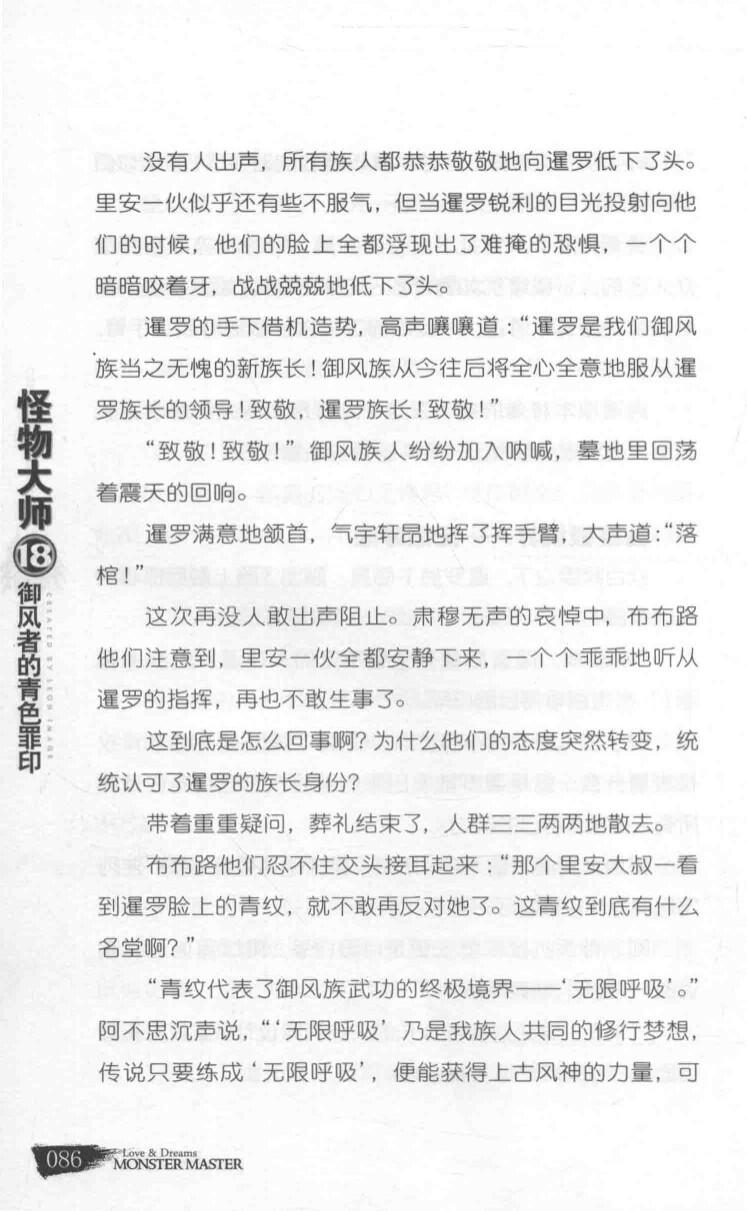 没有人出声，所有族人都恭恭敬敬地向暹罗低下了头。
里安一伙似乎还有些不服气，但当暹罗锐利的目光投射向他
们的时候，他们的脸上全都浮现出了难掩的恐惧，一个个
暗暗咬着牙，战战兢兢地低下了头。
暹罗的手下借机造势，高声嚷嚷道：“暹罗是我们御风
族当之无愧的新族长！御风族从今往后将全心全意地服从暹
罗族长的领导！致敬，暹罗族长！致敬！”
“致敬！致敬！”御风族人纷纷加入呐喊，墓地里回荡
着震天的回响。
暹罗满意地颔首，气宇轩昂地挥了挥手臂，大声道：“落
棺！”
这次再没人敢出声阻止。肃穆无声的哀悼中，布布路
他们注意到，里安一伙全都安静下来，一个个乖乖地听从
暹罗的指挥，再也不敢生事了。
这到底是怎么回事啊？为什么他们的态度突然转变，统
统认可了暹罗的族长身份？
带着重重疑问，葬礼结束了，人群三三两两地散去。
布布路他们忍不住交头接耳起来：“那个里安大叔一看
到暹罗脸上的青纹，就不敢再反对她了。这青纹到底有什么
名堂啊？”
“青纹代表了御风族武功的终极境界——‘无限呼吸’。”
阿不思沉声说，“‘无限呼吸’乃是我族人共同的修行梦想，
传说只要练成‘无限呼吸’，便能获得上古风神的力量，可
怪物大师⑱御风者的青色罪印
CREATED BY LEON IMAGE
086
Love & Dreams
MONSTER MASTER